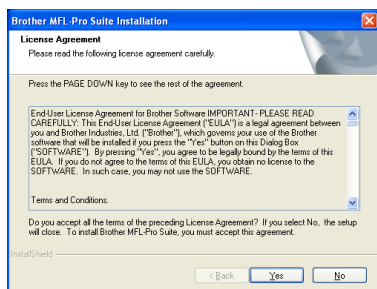 Brother MFL-Pro Suite Installation
License Agreement
Please read the following license agreement carefully.
Press the PAGE DOWN key to see the rest of the agreement.
End-User License Agreement for Brother Software IMPORTANT- PLEASE READ
CAREFULLY: This End-User License Agreement ("EULA") is a legal agreement between
you and Brother Industries, Ltd. ("Brother"), which governs your use of the Brother
software that will be installed if you press the "Yes" button on this Dialog Box
("SOFTWARE"). By pressing "Yes", you agree to be legally bound by the terms of this
EULA. If you do not agree to the terms of this EULA, you obtain no license to the
SOFTWARE. In such case, you may not use the SOFTWARE.
Terms and Conditions.
Do you accept all the terms of the preceding License Agreement? If you select No, the setup
will close. To install Brother MFL-Pro Suite, you must accept this agreement.
InstallShield
< Back Yes No